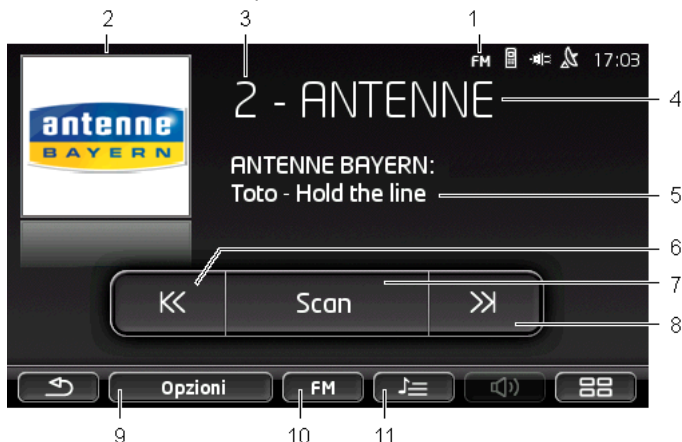 2 3 1
FM 17:03
2 - ANTENNE 4
antenne
BAYERN
ANTENNE BAYERN:
Toto - Hold the line 5
6
Scan 7
8
Opzioni FM
9 10 11